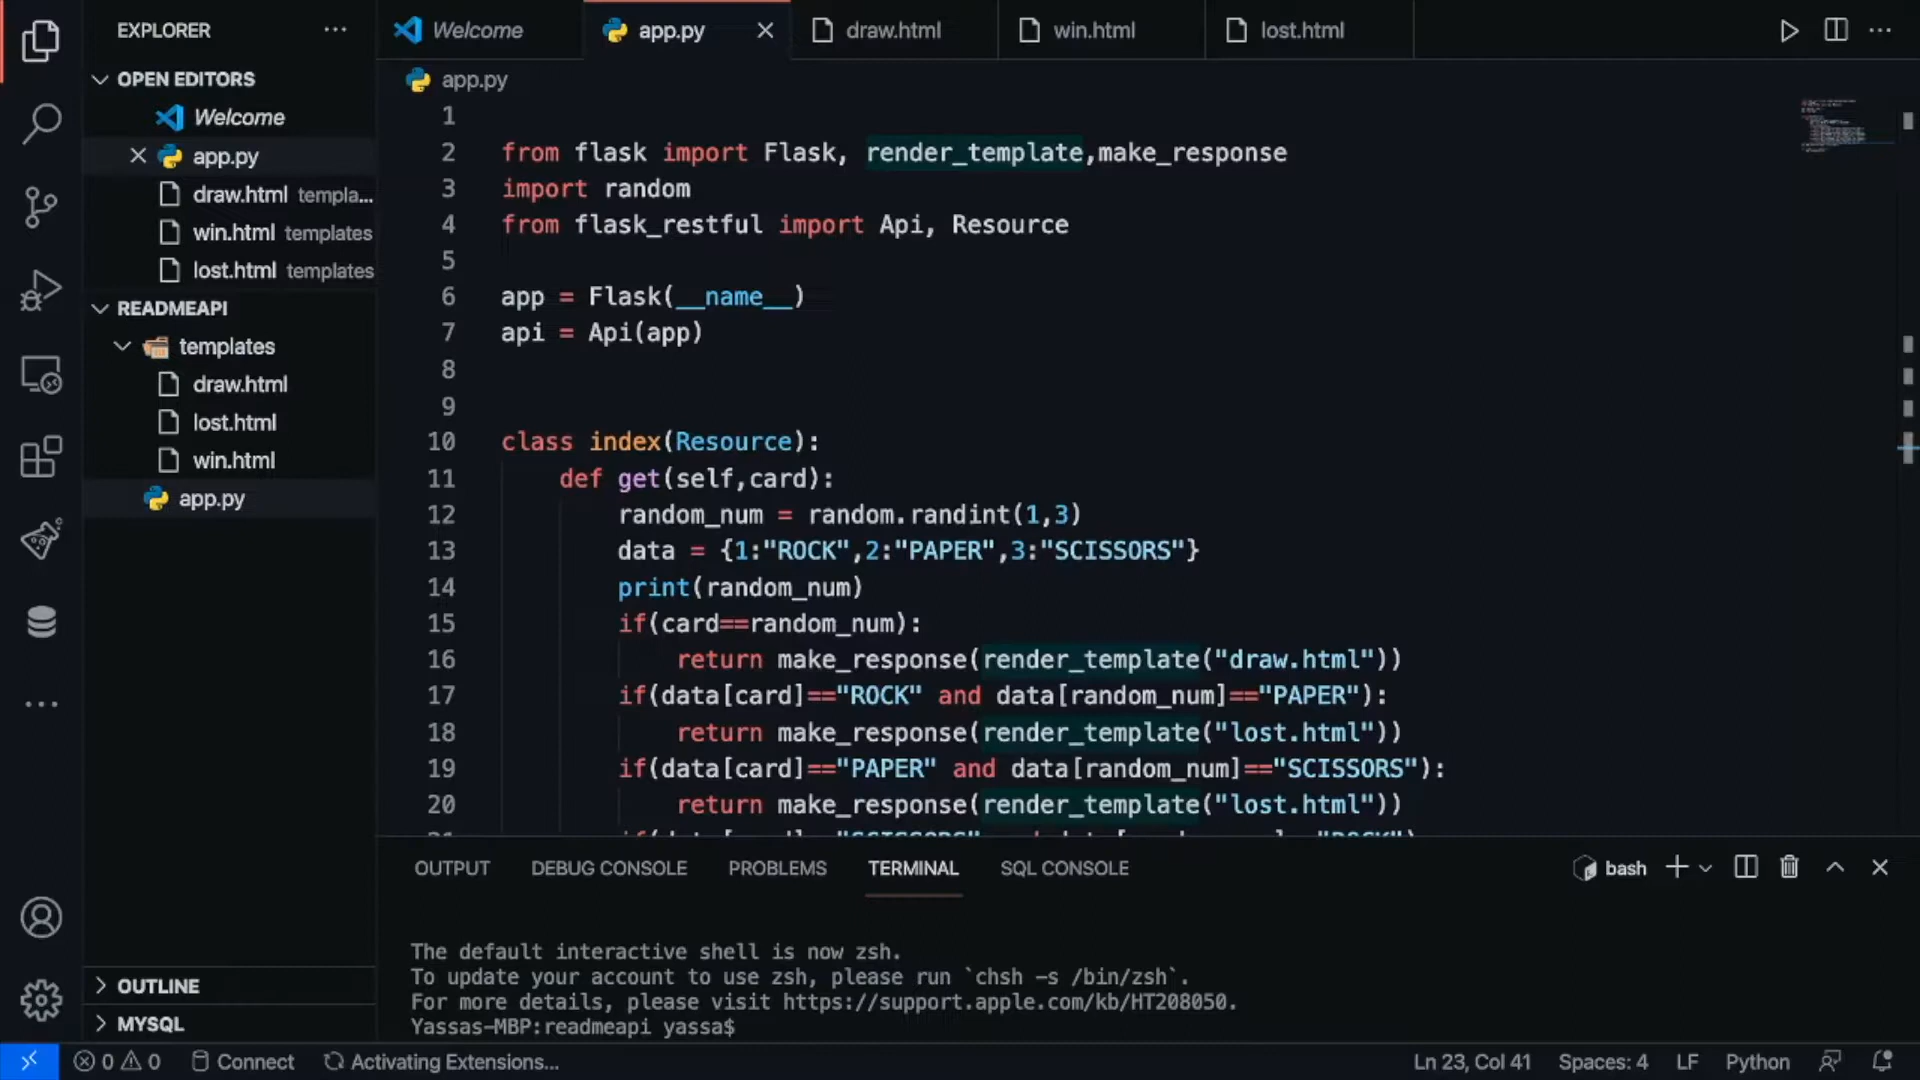 EXPLORER
OPEN EDITORS
Welcome
app.py
draw.html templa...
win.html templates
lost.html templates
READMEAPI
templates
draw.html
lost.html
win.html
app.py
OUTLINE
MYSQL
Welcome
app.py
draw.html
win.html
lost.html
app.py
1
2 from flask import Flask, render_template,make_response
3 import random
4 from flask_restful import Api, Resource
5
6 app = Flask(__name__)
7 api = Api(app)
8
9
10 class index(Resource):
11 def get(self,card):
12 random_num = random.randint(1,3)
13 data = {1:"ROCK",2:"PAPER",3:"SCISSORS"}
14 print(random_num)
15 if(card==random_num):
16 return make_response(render_template("draw.html"))
17 if(data[card]=="ROCK" and data[random_num]=="PAPER"):
18 return make_response(render_template("lost.html"))
19 if(data[card]=="PAPER" and data[random_num]=="SCISSORS"):
20 return make_response(render_template("lost.html"))
OUTPUT DEBUG CONSOLE PROBLEMS TERMINAL SQL CONSOLE
bash
The default interactive shell is now zsh.
To update your account to use zsh, please run `chsh -s /bin/zsh`.
For more details, please visit https://support.apple.com/kb/HT208050.
Yassas-MBP:readmeapi yassa$
0 0 Connect Activating Extensions... Ln 23, Col 41 Spaces: 4 LF Python